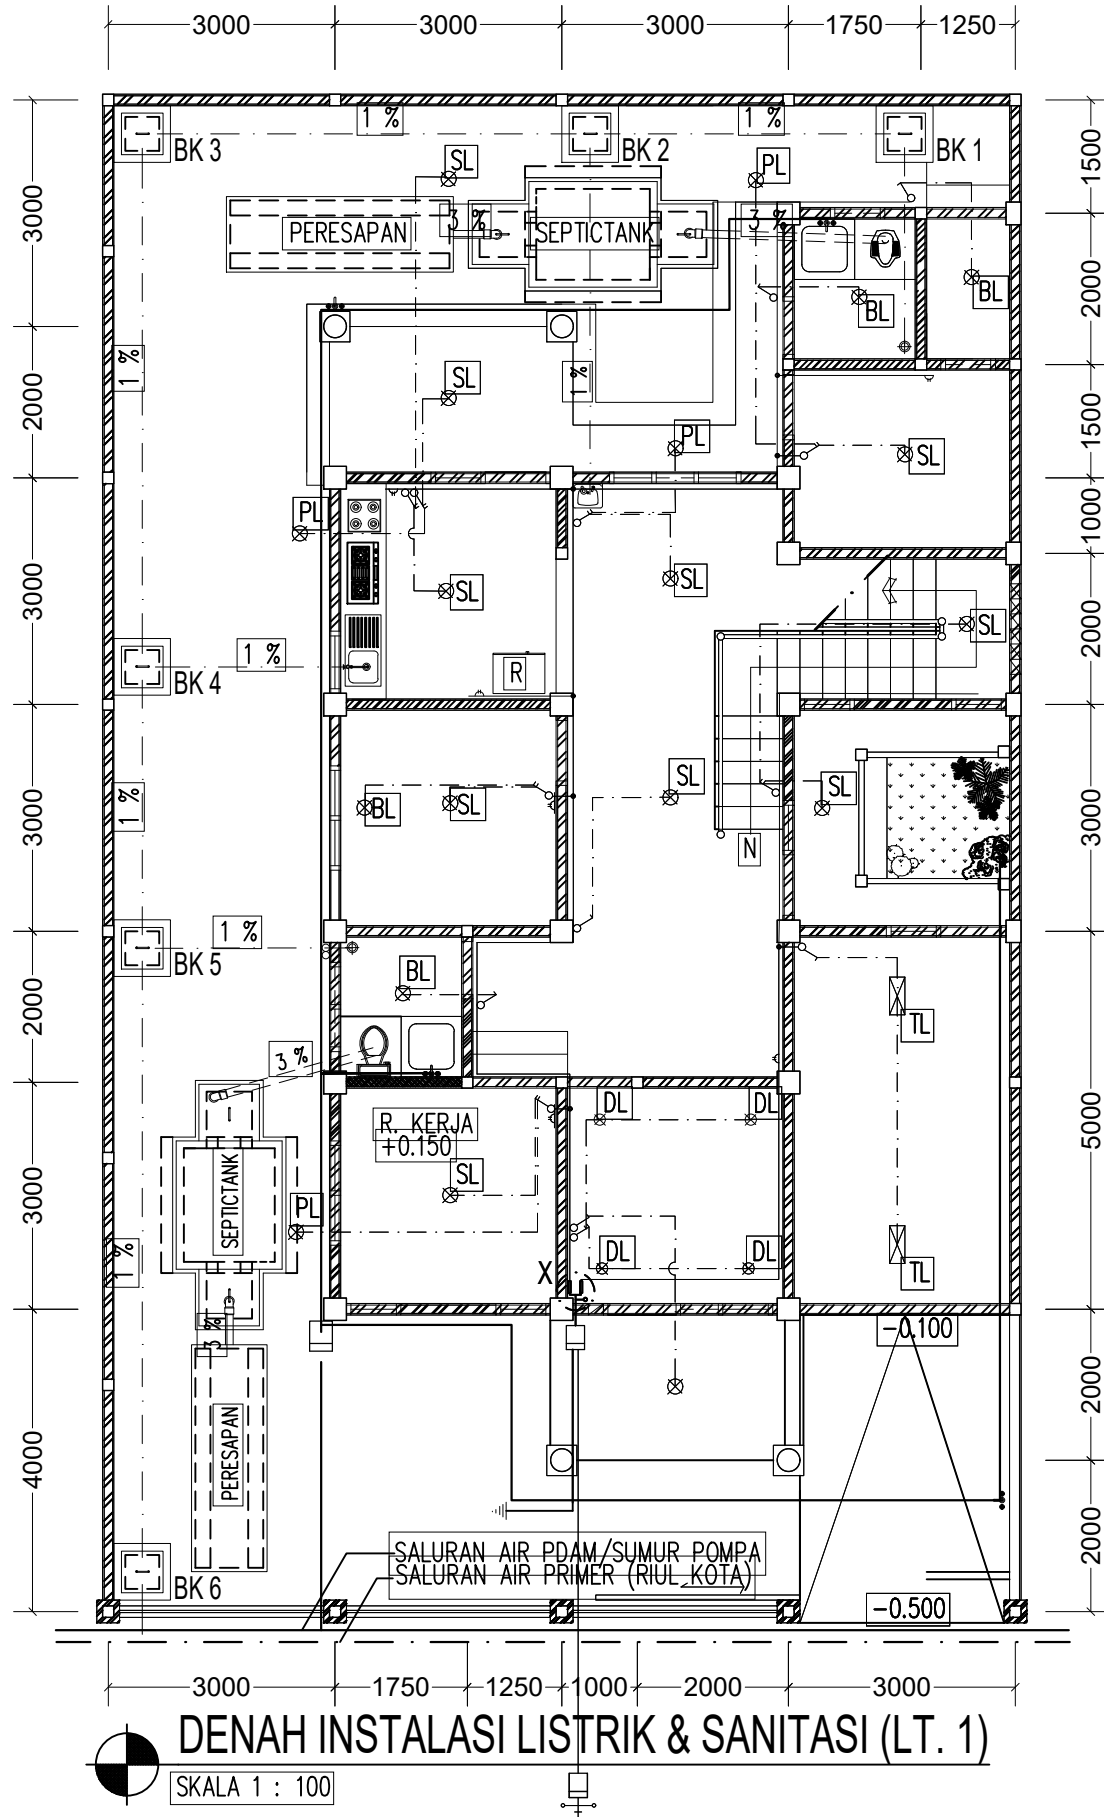 3000 3000 3000 1750 1250
1 % 1 %
BK 3 BK 2 BK 1
SL PL
1500
3000
PERESAPAN 3 % SEPTICTANK 3 %
BL BL
2000
1 % SL 1 %
2000
PL SL
1500
PL
1000
SL SL
3000
SL
2000
1 %
R
BK 4
BL SL SL SL
1 %
N
3000
3000
1 %
BK 5
BL
TL
2000
3 %
R. KERJA
+0.150
DL DL
5000
SL
SEPTICTANK
PL
3000
1 %
X DL DL
TL
3 %
-0.100
2000
PERESAPAN
4000
SALURAN AIR PDAM/SUMUR POMPA
SALURAN AIR PRIMER (RIUL KOTA)
2000
BK 6
-0.500
3000 1750 1250 1000 2000 3000
DENAH INSTALASI LISTRIK & SANITASI (LT. 1)
SKALA 1 : 100